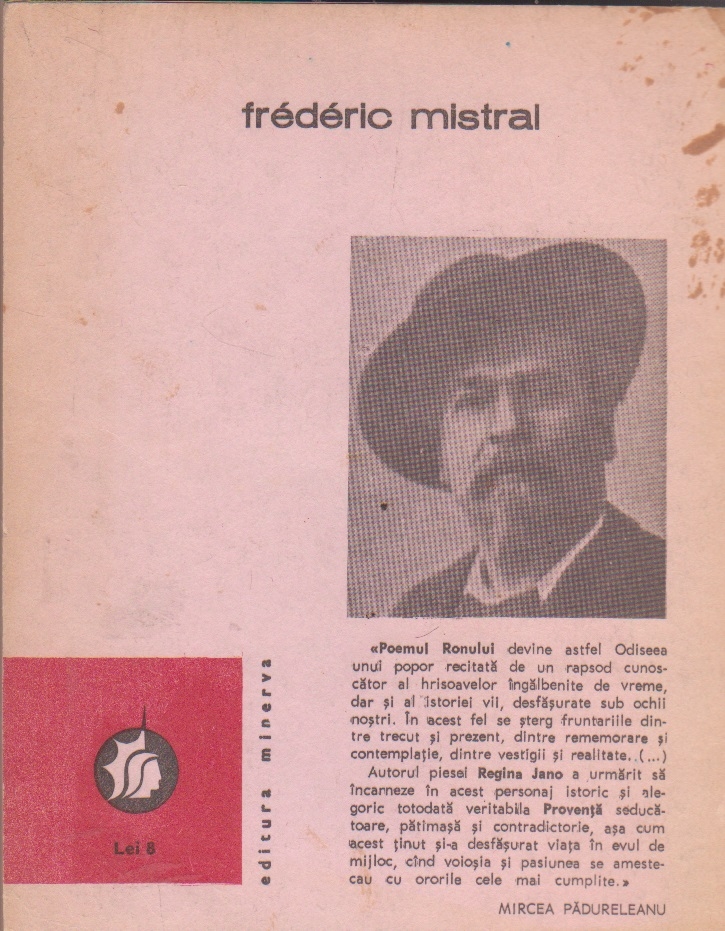 frédéric mistral
«Poemul Ronului devine astfel Odiseea
unui popor recitată de un rapsod cunos-
cător al hrisoavelor îngălbenite de vreme,
dar și al istoriei vii, desfășurate sub ochii
noștri. În acest fel se șterg fruntariile din-
tre trecut și prezent, dintre rememorare și
contemplație, dintre vestigii și realitate. (...)
Autorul piesei Regina Jano a urmărit să
încarneze în acest personaj istoric și ale-
goric totodată veritabila Provență seducă-
toare, pătimașă și contradictorie, așa cum
acest ținut și-a desfășurat viața în evul de
mijloc, cînd voioșia și pasiunea se ameste-
cau cu ororile cele mai cumplite.»
MIRCEA PĂDURELEANU
editura minerva
Lei 8